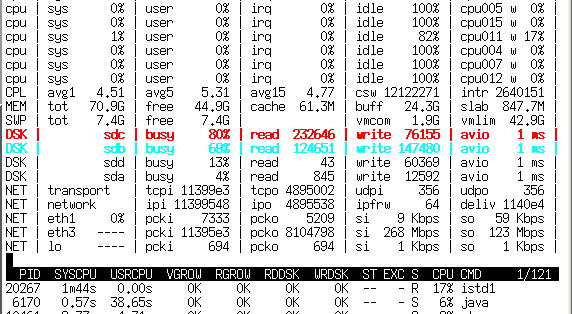 cpu | sys 0% | user 0% | irq 0% | idle 100% | cpu005 w 0% |
cpu | sys 0% | user 0% | irq 0% | idle 100% | cpu015 w 0% |
cpu | sys 1% | user 0% | irq 0% | idle 82% | cpu011 w 17% |
cpu | sys 0% | user 0% | irq 0% | idle 100% | cpu004 w 0% |
cpu | sys 0% | user 0% | irq 0% | idle 100% | cpu007 w 0% |
cpu | sys 0% | user 0% | irq 0% | idle 100% | cpu012 w 0% |
CPL | avg1 4.51 | avg5 5.31 | avg15 4.77 | csw 12122271 | intr 2640151 |
MEM | tot 70.9G | free 44.9G | cache 61.3M | buff 24.3G | slab 847.7M |
SWP | tot 7.4G | free 7.4G | | vmcom 1.9G | vmlim 42.9G |
DSK | sdc | busy 80% | read 232646 | write 76155 | avio 1 ms |
DSK | sdb | busy 69% | read 124651 | write 147480 | avio 1 ms |
DSK | sdd | busy 13% | read 43 | write 60369 | avio 1 ms |
DSK | sda | busy 4% | read 845 | write 12592 | avio 1 ms |
NET | transport | tcpi 11399e3 | tcpo 4895002 | udpi 356 | udpo 356 |
NET | network | ipi 11399548 | ipo 4895538 | ipfrw 64 | deliv 1140e4 |
NET | eth1 0% | pcki 7333 | pcko 5209 | si 9 Kbps | so 59 Kbps |
NET | eth3 ---- | pcki 11395e3 | pcko 8104798 | si 268 Mbps | so 123 Mbps |
NET | lo ---- | pcki 694 | pcko 694 | si 1 Kbps | so 1 Kbps |
PID SYSCPU USRCPU VGROW RGROW RDDSK WRDSK ST EXC S CPU CMD 1/121
20267 1m44s 0.00s 0K 0K 0K 0K -- - R 17% istd1
6170 0.57s 38.65s 0K 0K 0K 0K -- - S 6% java